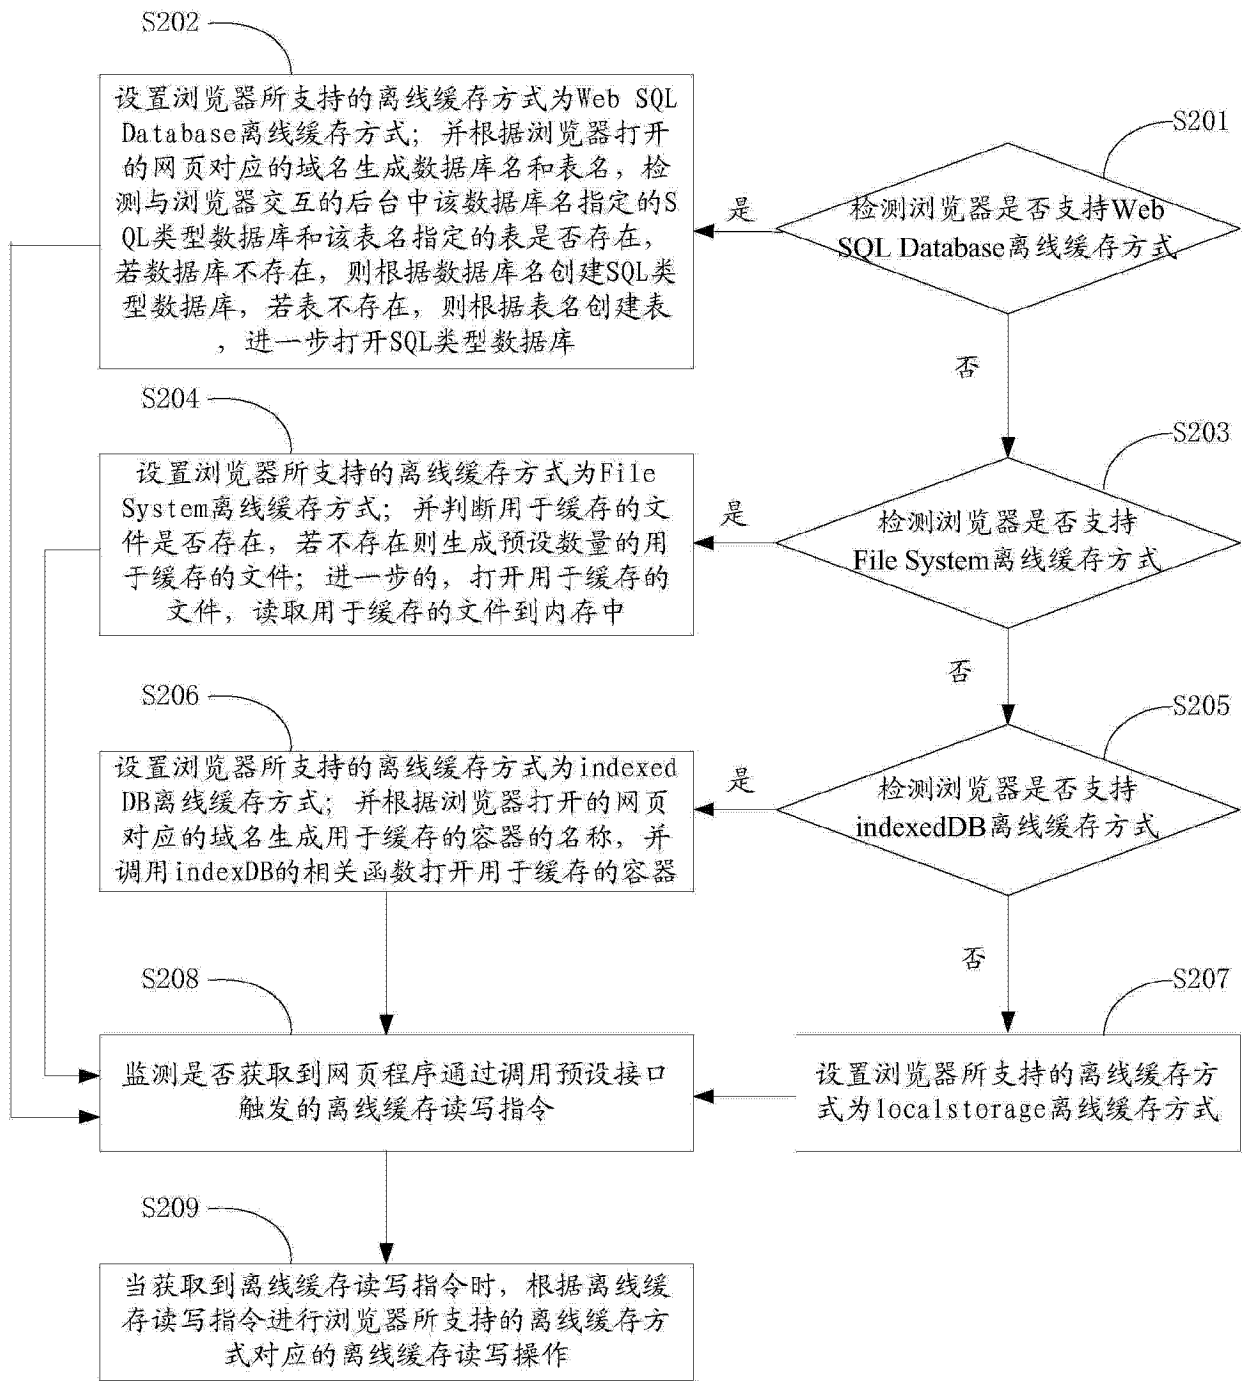 S202
设置浏览器所支持的离线缓存方式为Web SQL
Database离线缓存方式；并根据浏览器打开
的网页对应的域名生成数据库名和表名，检
测与浏览器交互的后台中该数据库名指定的S
QL类型数据库和该表名指定的表是否存在，
若数据库不存在，则根据数据库名创建SQL类
型数据库，若表不存在，则根据表名创建表
，进一步打开SQL类型数据库
S201
检测浏览器是否支持Web
SQL Database离线缓存方式
是
否
S204
设置浏览器所支持的离线缓存方式为File
System离线缓存方式；并判断用于缓存的文
件是否存在，若不存在则生成预设数量的用
于缓存的文件；进一步的，打开用于缓存的
文件，读取用于缓存的文件到内存中
S203
检测浏览器是否支持
File System离线缓存方式
是
否
S206
设置浏览器所支持的离线缓存方式为indexed
DB离线缓存方式；并根据浏览器打开的网页
对应的域名生成用于缓存的容器的名称，并
调用indexDB的相关函数打开用于缓存的容器
S205
检测浏览器是否支持
indexedDB离线缓存方式
是
否
S208
监测是否获取到网页程序通过调用预设接口
触发的离线缓存读写指令
S207
设置浏览器所支持的离线缓存方
式为localstorage离线缓存方式
S209
当获取到离线缓存读写指令时，根据离线缓
存读写指令进行浏览器所支持的离线缓存方
式对应的离线缓存读写操作